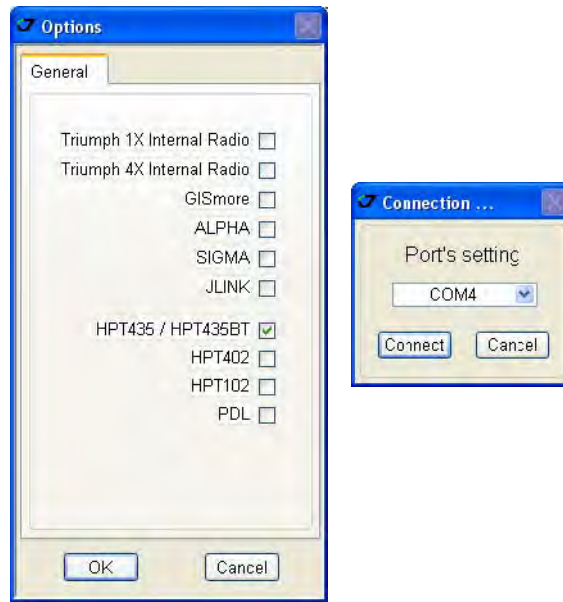 Options
General
Triumph 1X Internal Radio
Triumph 4X Internal Radio
GISmore
ALPHA
SIGMA
JLINK
HPT435 / HPT435BT
HPT402
HPT102
PDL
OK
Cancel
Connection ...
Port's setting
COM4
Connect
Cancel